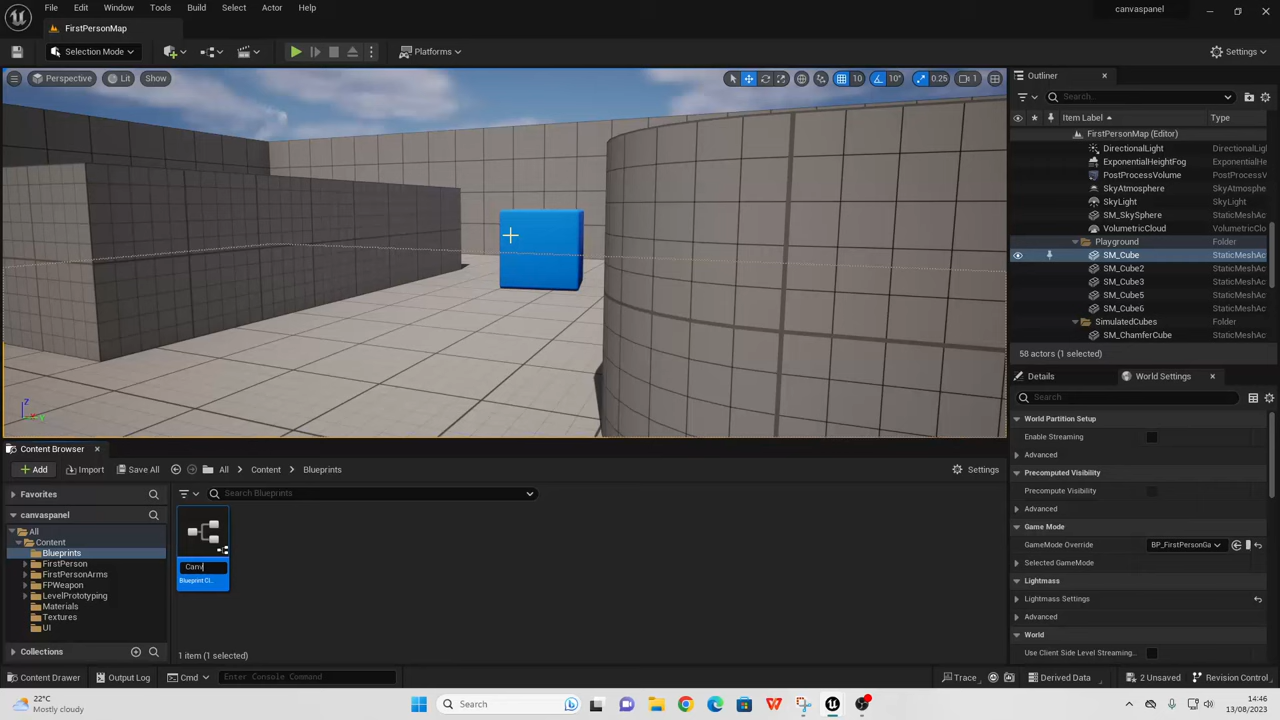 File Edit Window Tools Build Select Actor Help canvaspanel
FirstPersonMap
Selection Mode Platforms Settings
Perspective Lit Show 10 10° 0.25 1
Outliner
Search...
Item Label Type
FirstPersonMap (Editor)
DirectionalLight DirectionalLigl
ExponentialHeightFog ExponentialHe
PostProcessVolume PostProcessV
SkyAtmosphere SkyAtmosphe
SkyLight SkyLight
SM_SkySphere StaticMeshAc
VolumetricCloud VolumetricClo
Playground Folder
SM_Cube StaticMeshAc
SM_Cube2 StaticMeshAc
SM_Cube3 StaticMeshAc
SM_Cube5 StaticMeshAc
SM_Cube6 StaticMeshAc
SimulatedCubes Folder
SM_ChamferCube StaticMeshAc
58 actors (1 selected)
Details World Settings
Search
World Partition Setup
Enable Streaming
Advanced
Precomputed Visibility
Precompute Visibility
Advanced
Game Mode
GameMode Override BP_FirstPersonGa
Selected GameMode
Lightmass
Lightmass Settings
Advanced
World
Use Client Side Level Streaming...
Z
Content Browser
Add Import Save All All Content Blueprints Settings
Favorites
Search Blueprints
canvaspanel
All
Content
Blueprints
FirstPerson
FirstPersonArms
FPWeapon
LevelPrototyping
Materials
Textures
UI
Collections
Canv
Blueprint Cl...
1 item (1 selected)
Content Drawer Output Log Cmd Enter Console Command Trace Derived Data 2 Unsaved Revision Control
22°C
Mostly cloudy
Search
14:46
13/08/2023